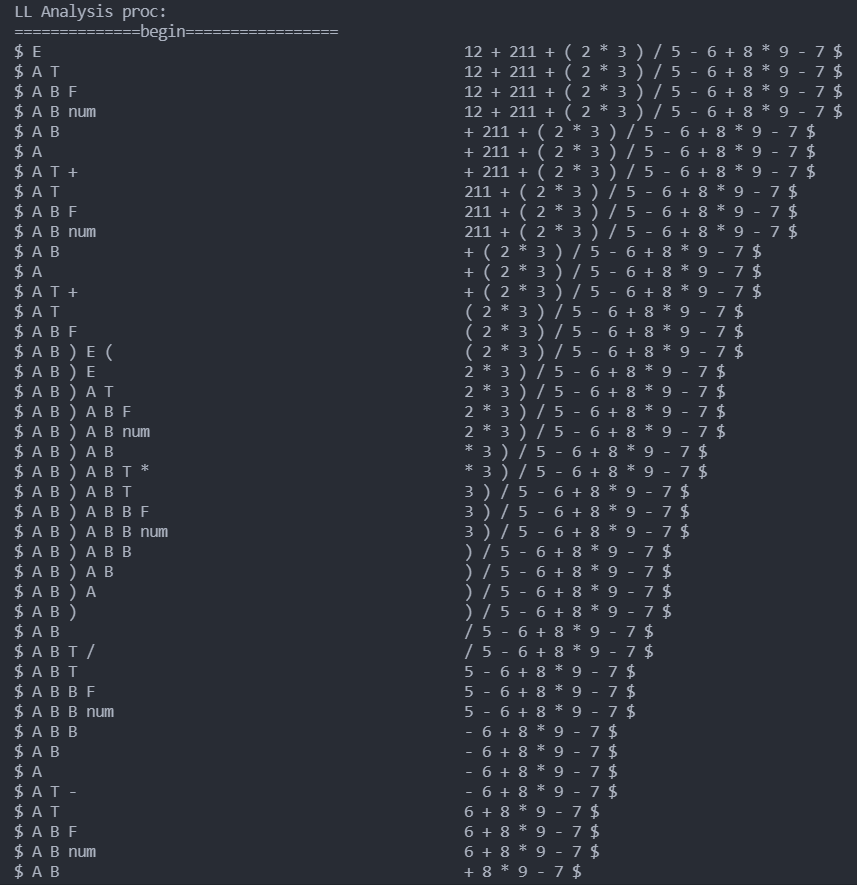 LL Analysis proc:
==============begin=================
$ E 12 + 211 + ( 2 * 3 ) / 5 - 6 + 8 * 9 - 7 $
$ A T 12 + 211 + ( 2 * 3 ) / 5 - 6 + 8 * 9 - 7 $
$ A B F 12 + 211 + ( 2 * 3 ) / 5 - 6 + 8 * 9 - 7 $
$ A B num 12 + 211 + ( 2 * 3 ) / 5 - 6 + 8 * 9 - 7 $
$ A B + 211 + ( 2 * 3 ) / 5 - 6 + 8 * 9 - 7 $
$ A + 211 + ( 2 * 3 ) / 5 - 6 + 8 * 9 - 7 $
$ A T + + 211 + ( 2 * 3 ) / 5 - 6 + 8 * 9 - 7 $
$ A T 211 + ( 2 * 3 ) / 5 - 6 + 8 * 9 - 7 $
$ A B F 211 + ( 2 * 3 ) / 5 - 6 + 8 * 9 - 7 $
$ A B num 211 + ( 2 * 3 ) / 5 - 6 + 8 * 9 - 7 $
$ A B + ( 2 * 3 ) / 5 - 6 + 8 * 9 - 7 $
$ A + ( 2 * 3 ) / 5 - 6 + 8 * 9 - 7 $
$ A T + + ( 2 * 3 ) / 5 - 6 + 8 * 9 - 7 $
$ A T ( 2 * 3 ) / 5 - 6 + 8 * 9 - 7 $
$ A B F ( 2 * 3 ) / 5 - 6 + 8 * 9 - 7 $
$ A B ) E ( ( 2 * 3 ) / 5 - 6 + 8 * 9 - 7 $
$ A B ) E 2 * 3 ) / 5 - 6 + 8 * 9 - 7 $
$ A B ) A T 2 * 3 ) / 5 - 6 + 8 * 9 - 7 $
$ A B ) A B F 2 * 3 ) / 5 - 6 + 8 * 9 - 7 $
$ A B ) A B num 2 * 3 ) / 5 - 6 + 8 * 9 - 7 $
$ A B ) A B * 3 ) / 5 - 6 + 8 * 9 - 7 $
$ A B ) A B T * * 3 ) / 5 - 6 + 8 * 9 - 7 $
$ A B ) A B T 3 ) / 5 - 6 + 8 * 9 - 7 $
$ A B ) A B B F 3 ) / 5 - 6 + 8 * 9 - 7 $
$ A B ) A B B num 3 ) / 5 - 6 + 8 * 9 - 7 $
$ A B ) A B B ) / 5 - 6 + 8 * 9 - 7 $
$ A B ) A B ) / 5 - 6 + 8 * 9 - 7 $
$ A B ) A ) / 5 - 6 + 8 * 9 - 7 $
$ A B ) ) / 5 - 6 + 8 * 9 - 7 $
$ A B / 5 - 6 + 8 * 9 - 7 $
$ A B T / / 5 - 6 + 8 * 9 - 7 $
$ A B T 5 - 6 + 8 * 9 - 7 $
$ A B B F 5 - 6 + 8 * 9 - 7 $
$ A B B num 5 - 6 + 8 * 9 - 7 $
$ A B B - 6 + 8 * 9 - 7 $
$ A B - 6 + 8 * 9 - 7 $
$ A - 6 + 8 * 9 - 7 $
$ A T - - 6 + 8 * 9 - 7 $
$ A T 6 + 8 * 9 - 7 $
$ A B F 6 + 8 * 9 - 7 $
$ A B num 6 + 8 * 9 - 7 $
$ A B + 8 * 9 - 7 $